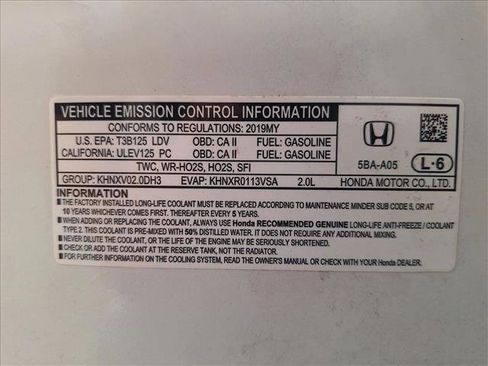 VEHICLE EMISSION CONTROL INFORMATION
CONFORMS TO REGULATIONS: 2019MY
U.S. EPA: T3B125 LDV OBD: CA II FUEL: GASOLINE
CALIFORNIA: ULEV125 PC OBD: CA II FUEL: GASOLINE
TWC, WR-HO2S, HO2S, SFI
GROUP: KHNXV02.0DH3 EVAP: KHNXR0113VSA 2.0L
5BA-A05
L·6
HONDA MOTOR CO., LTD.
INFORMATION
■ THE FACTORY INSTALLED LONG-LIFE COOLANT MUST BE REPLACED ACCORDING TO MAINTENANCE MINDER SUB CODE 5, OR AT
10 YEARS WHICHEVER COMES FIRST. THEREAFTER EVERY 5 YEARS.
■ WHEN ADDING OR REPLACING THE COOLANT, ALWAYS USE Honda RECOMMENDED GENUINE LONG-LIFE ANTI-FREEZE / COOLANT
TYPE 2. THIS COOLANT IS PRE-MIXED WITH 50% DISTILLED WATER AND DOES NOT REQUIRE ANY ADDITIONAL MIXING.
■ NEVER DILUTE THE COOLANT, OR THE LIFE OF THE ENGINE MAY BE SERIOUSLY SHORTENED.
■ CHECK AND ADD THE COOLANT AT THE RESERVE TANK, NOT THE RADIATOR.
■ FOR FURTHER INFORMATION ON THE COOLING SYSTEM, READ THE OWNER'S MANUAL OR CHECK WITH YOUR Honda DEALER.